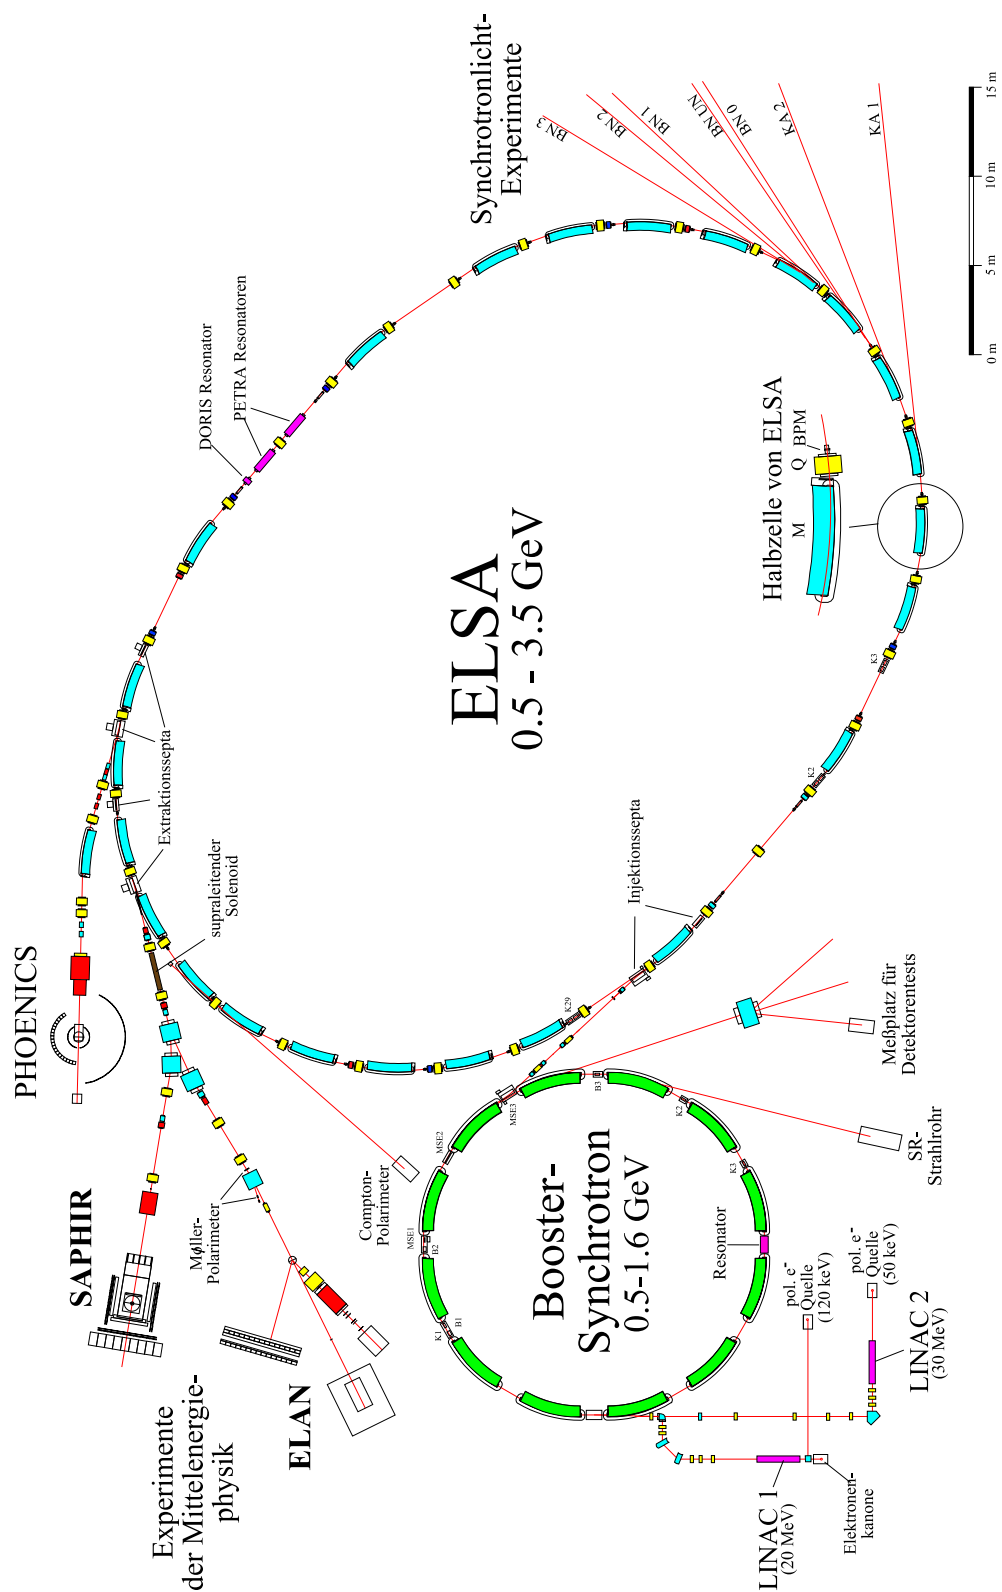 PHOENICS
SAPHIR
Experimente
der Mittelenergie-
physik
ELAN
Møller-
Polarimeter
Compton-
Polarimeter
supraleitender
Solenoid
Extraktionssepta
DORIS Resonator
PETRA Resonatoren
Synchrotronlicht-
Experimente
BN 3
BN 2
BN 1
BN UN
BN 0
KA 2
KA 1
ELSA
0.5 - 3.5 GeV
Halbzelle von ELSA
M
Q
BPM
0 m
5 m
10 m
15 m
K3
K2
Injektionssepta
K29
MSE3
MSE2
MSE1
B2
K1
B1
B3
K2
K3
Booster-
Synchrotron
0.5-1.6 GeV
Resonator
Meßplatz für
Detektorentests
SR-
Strahlrohr
pol. e-
Quelle
(120 keV)
pol. e-
Quelle
(50 keV)
LINAC 2
(30 MeV)
LINAC 1
(20 MeV)
Elektronen-
kanone